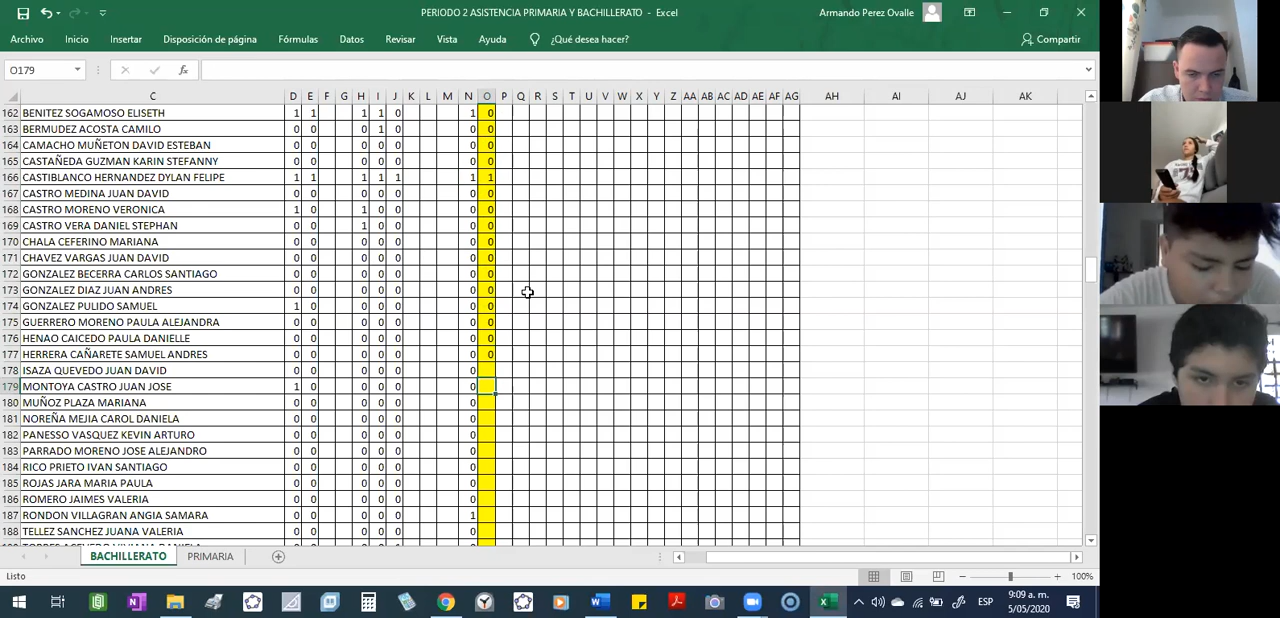 PERIODO 2 ASISTENCIA PRIMARIA Y BACHILLERATO - Excel
Armando Perez Ovalle
Archivo Inicio Insertar Disposición de página Fórmulas Datos Revisar Vista Ayuda ¿Qué desea hacer? Compartir
O179 fx
C D E F G H I J K L M N O P Q R S T U V W X Y Z AA AB AC AD AE AF AG AH AI AJ AK
162 BENITEZ SOGAMOSO ELISETH 1 1 1 1 0 1 0
163 BERMUDEZ ACOSTA CAMILO 0 0 0 1 0 0 0
164 CAMACHO MUÑETON DAVID ESTEBAN 0 0 0 0 0 0 0
165 CASTAÑEDA GUZMAN KARIN STEFANNY 0 0 0 0 0 0 0
166 CASTIBLANCO HERNANDEZ DYLAN FELIPE 1 1 1 1 1 1 1
167 CASTRO MEDINA JUAN DAVID 0 0 0 0 0 0 0
168 CASTRO MORENO VERONICA 1 0 1 0 0 0 0
169 CASTRO VERA DANIEL STEPHAN 0 0 1 0 0 0 0
170 CHALA CEFERINO MARIANA 0 0 0 0 0 0 0
171 CHAVEZ VARGAS JUAN DAVID 0 0 0 0 0 0 0
172 GONZALEZ BECERRA CARLOS SANTIAGO 0 0 0 0 0 0 0
173 GONZALEZ DIAZ JUAN ANDRES 0 0 0 0 0 0 0
174 GONZALEZ PULIDO SAMUEL 1 0 0 0 0 0 0
175 GUERRERO MORENO PAULA ALEJANDRA 0 0 0 0 0 0 0
176 HENAO CAICEDO PAULA DANIELLE 0 0 0 0 0 0 0
177 HERRERA CAÑARETE SAMUEL ANDRES 0 0 0 0 0 0 0
178 ISAZA QUEVEDO JUAN DAVID 0 0 0 0 0 0
179 MONTOYA CASTRO JUAN JOSE 1 0 0 0 0 0
180 MUÑOZ PLAZA MARIANA 0 0 0 0 0 0
181 NOREÑA MEJIA CAROL DANIELA 0 0 0 0 0 0
182 PANESSO VASQUEZ KEVIN ARTURO 0 0 0 0 0 0
183 PARRADO MORENO JOSE ALEJANDRO 0 0 0 0 0 0
184 RICO PRIETO IVAN SANTIAGO 0 0 0 0 0 0
185 ROJAS JARA MARIA PAULA 0 0 0 0 0 0
186 ROMERO JAIMES VALERIA 0 0 0 0 0 0
187 RONDON VILLAGRAN ANGIA SAMARA 0 0 0 0 0 1
188 TELLEZ SANCHEZ JUANA VALERIA 0 0 0 0 0 0
BACHILLERATO PRIMARIA
Listo 100%
ESP 9:09 a. m.
5/05/2020